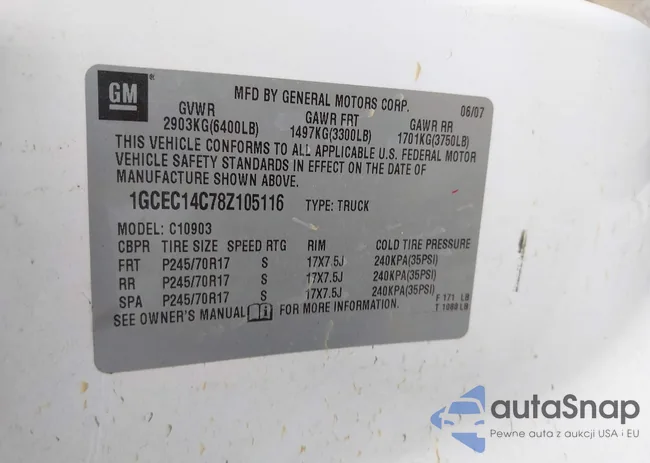 GM
MFD BY GENERAL MOTORS CORP. 06/07
GVWR GAWR FRT GAWR RR
2903KG(6400LB) 1497KG(3300LB) 1701KG(3750LB)
THIS VEHICLE CONFORMS TO ALL APPLICABLE U.S. FEDERAL MOTOR
VEHICLE SAFETY STANDARDS IN EFFECT ON THE DATE OF
MANUFACTURE SHOWN ABOVE.
1GCEC14C78Z105116 TYPE: TRUCK
MODEL: C10903
CBPR TIRE SIZE SPEED RTG RIM COLD TIRE PRESSURE
FRT P245/70R17 S 17X7.5J 240KPA(35PSI)
RR P245/70R17 S 17X7.5J 240KPA(35PSI)
SPA P245/70R17 S 17X7.5J 240KPA(35PSI)
F 171 LB
SEE OWNER'S MANUAL FOR MORE INFORMATION. T 1080 LB
autaSnap
Pewne auta z aukcji USA i EU